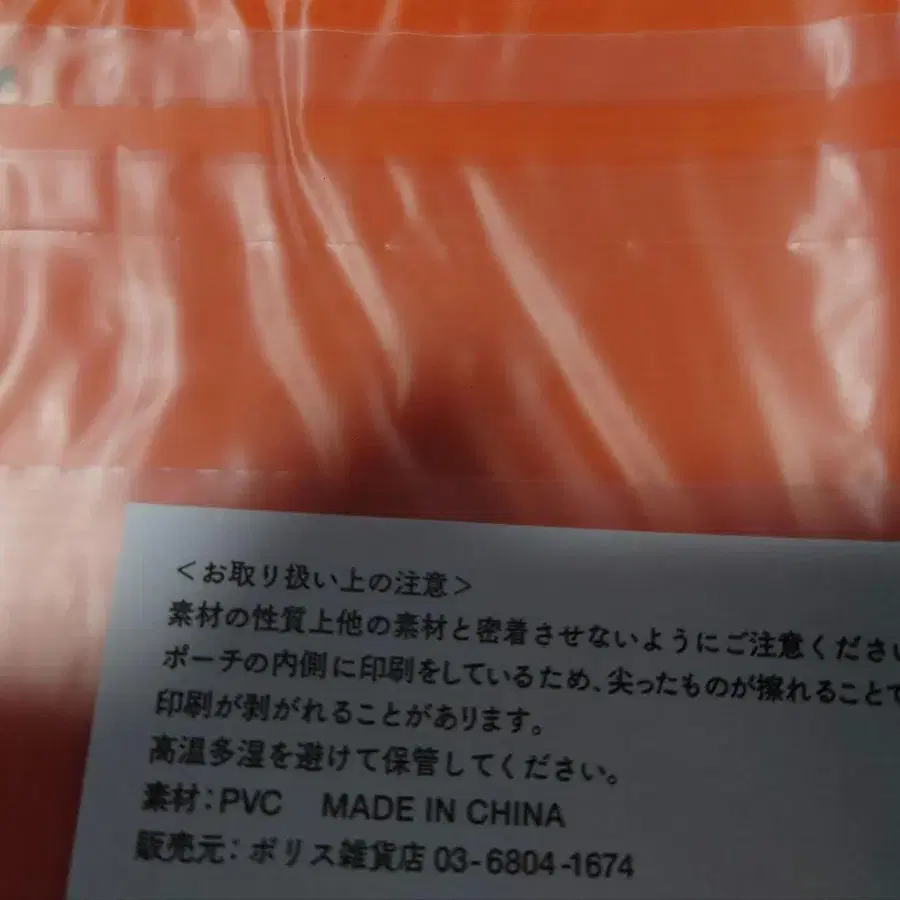 ＜お取り扱い上の注意＞
素材の性質上他の素材と密着させないようにご注意ください
ポーチの内側に印刷をしているため、尖ったものが擦れることで
印刷が剥がれることがあります。
高温多湿を避けて保管してください。
素材：PVC　MADE IN CHINA
販売元：ポリス雑貨店 03-6804-1674